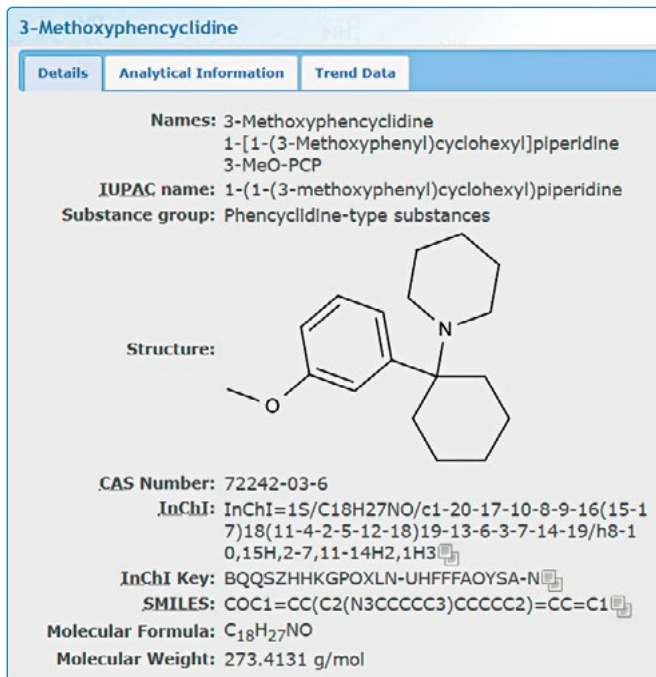 3-Methoxyphencyclidine
Details Analytical Information Trend Data
Names: 3-Methoxyphencyclidine
1-[1-(3-Methoxyphenyl)cyclohexyl]piperidine
3-MeO-PCP
IUPAC name: 1-(1-(3-methoxyphenyl)cyclohexyl)piperidine
Substance group: Phencyclidine-type substances
Structure:
N
O
CAS Number: 72242-03-6
InChI: InChI=1S/C18H27NO/c1-20-17-10-8-9-16(15-1
7)18(11-4-2-5-12-18)19-13-6-3-7-14-19/h8-1
0,15H,2-7,11-14H2,1H3
InChI Key: BQQSZHHKGPOXLN-UHFFFAOYSA-N
SMILES: COC1=CC(C2(N3CCCCC3)CCCCC2)=CC=C1
Molecular Formula: C18H27NO
Molecular Weight: 273.4131 g/mol